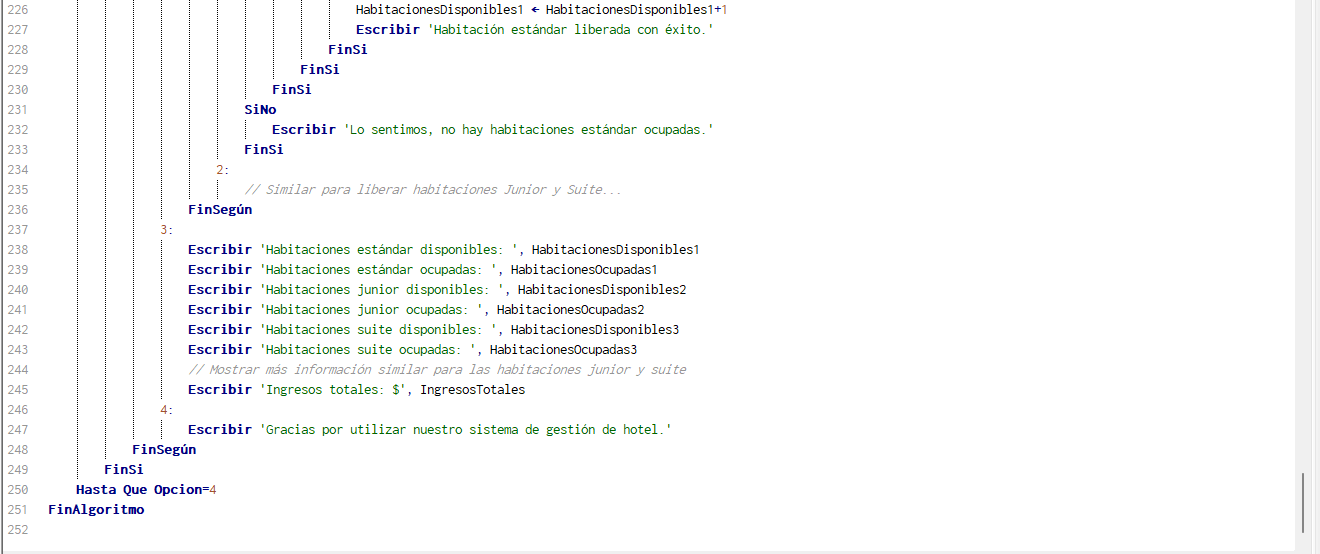 226 HabitacionesDisponibles1 ← HabitacionesDisponibles1+1
227 Escribir 'Habitación estándar liberada con éxito.'
228 FinSi
229 FinSi
230 FinSi
231 SiNo
232 Escribir 'Lo sentimos, no hay habitaciones estándar ocupadas.'
233 FinSi
234 2:
235 // Similar para liberar habitaciones Junior y Suite...
236 FinSegún
237 3:
238 Escribir 'Habitaciones estándar disponibles: ', HabitacionesDisponibles1
239 Escribir 'Habitaciones estándar ocupadas: ', HabitacionesOcupadas1
240 Escribir 'Habitaciones junior disponibles: ', HabitacionesDisponibles2
241 Escribir 'Habitaciones junior ocupadas: ', HabitacionesOcupadas2
242 Escribir 'Habitaciones suite disponibles: ', HabitacionesDisponibles3
243 Escribir 'Habitaciones suite ocupadas: ', HabitacionesOcupadas3
244 // Mostrar más información similar para las habitaciones junior y suite
245 Escribir 'Ingresos totales: $', IngresosTotales
246 4:
247 Escribir 'Gracias por utilizar nuestro sistema de gestión de hotel.'
248 FinSegún
249 FinSi
250 Hasta Que Opcion=4
251 FinAlgoritmo
252